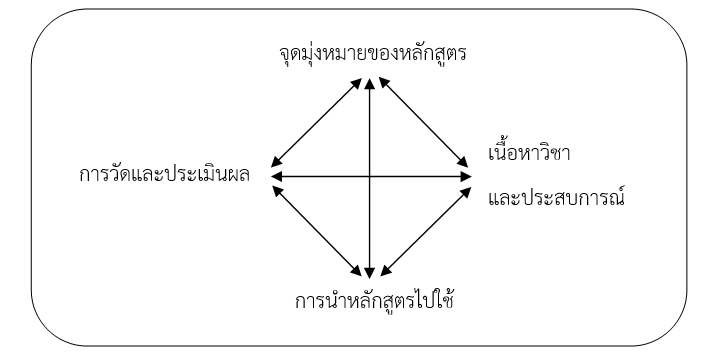 จุดมุ่งหมายของหลักสูตร
เนื้อหาวิชา
การวัดและประเมินผล
และประสบการณ์
การนำหลักสูตรไปใช้